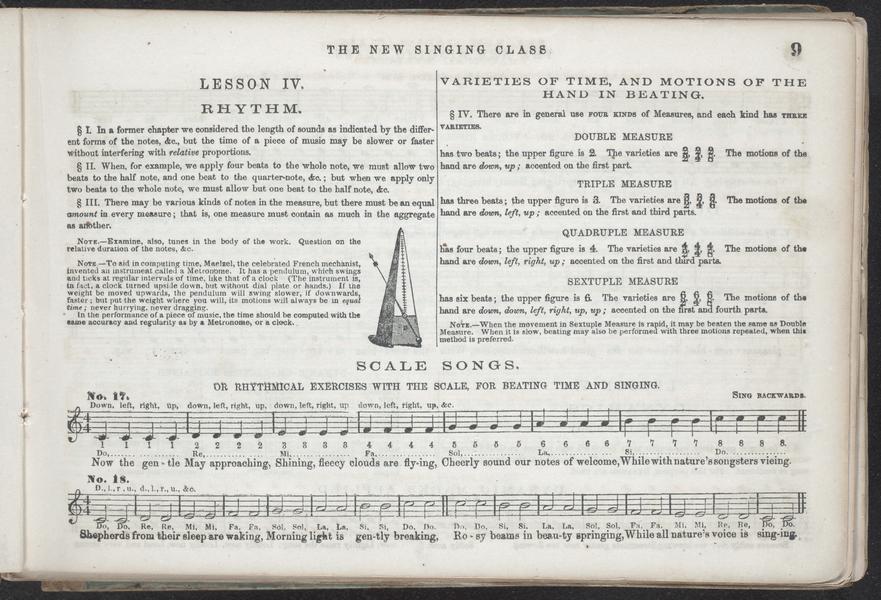 THE NEW SINGING CLASS
9
LESSON IV.
RHYTHM.
§ I. In a former chapter we considered the length of sounds as indicated by the differ-
ent forms of the notes, &c., but the time of a piece of music may be slower or faster
without interfering with relative proportions.
§ II. When, for example, we apply four beats to the whole note, we must allow two
beats to the half note, and one beat to the quarter-note, &c.; but when we apply only
two beats to the whole note, we must allow but one beat to the half note, &c.
§ III. There may be various kinds of notes in the measure, but there must be an equal
amount in every measure; that is, one measure must contain as much in the aggregate
as another.
NOTE.—Examine, also, tunes in the body of the work. Question on the
relative duration of the notes, &c.
NOTE.—To aid in computing time, Maelzel, the celebrated French mechanist,
invented an instrument called a Metronome. It has a pendulum, which swings
and ticks at regular intervals of time, like that of a clock (The instrument is,
in fact, a clock turned upside down, but without dial plate or hands.) If the
weight be moved upwards, the pendulum will swing slower, if downwards,
faster; but put the weight where you will, its motions will always be in equal
time; never hurrying, never dragging.
In the performance of a piece of music, the time should be computed with the
same accuracy and regularity as by a Metronome, or a clock.
VARIETIES OF TIME, AND MOTIONS OF THE
HAND IN BEATING.
§ IV. There are in general use FOUR KINDS of Measures, and each kind has THREE
VARIETIES.
DOUBLE MEASURE
has two beats; the upper figure is 2. The varieties are 2/2 2/4 2/8. The motions of the
hand are down, up; accented on the first part.
TRIPLE MEASURE
has three beats; the upper figure is 3. The varieties are 3/2 3/4 3/8. The motions of the
hand are down, left, up; accented on the first and third parts.
QUADRUPLE MEASURE
has four beats; the upper figure is 4. The varieties are 4/2 4/4 4/8. The motions of the
hand are down, left, right, up; accented on the first and third parts.
SEXTUPLE MEASURE
has six beats; the upper figure is 6. The varieties are 6/2 6/4 6/8. The motions of the
hand are down, down, left, right, up, up; accented on the first and fourth parts.
NOTE.—When the movement in Sextuple Measure is rapid, it may be beaten the same as Double
Measure. When it is slow, beating may also be performed with three motions repeated, when this
method is preferred.
SCALE SONGS.
OR RHYTHMICAL EXERCISES WITH THE SCALE, FOR BEATING TIME AND SINGING.
No. 17.
SING BACKWARDS.
Down, left, right, up, down, left, right, up, down, left, right, up down, left, right, up, &c.
4/4
1 1 1 1 2 2 2 2 3 3 3 3 4 4 4 4 5 5 5 5 6 6 6 6 7 7 7 7 8 8 8 8.
Do,......... Re,......... Mi,......... Fa,......... Sol,......... La,......... Si,......... Do.........
Now the gen - tle May approaching, Shining, fleecy clouds are fly-ing, Cheerly sound our notes of welcome, While with nature's songsters vieing.
No. 18.
D., l., r., u., d., l., r., u., &c.
4/4
Do, Do, Re, Re, Mi, Mi, Fa, Fa, Sol, Sol, La, La, Si, Si, Do, Do. Do, Do, Si, Si, La, La, Sol, Sol, Fa, Fa, Mi, Mi, Re, Re, Do, Do.
Shepherds from their sleep are waking, Morning light is gen-tly breaking, Ro - sy beams in beau-ty springing, While all nature's voice is sing-ing.